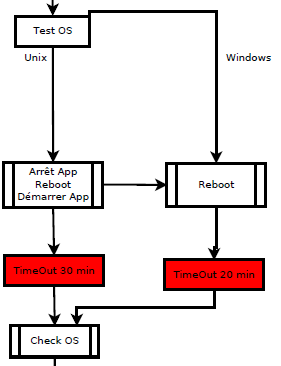 Test OS
Unix
Windows
Arrêt App
Reboot
Démarrer App
Reboot
TimeOut 30 min
TimeOut 20 min
Check OS